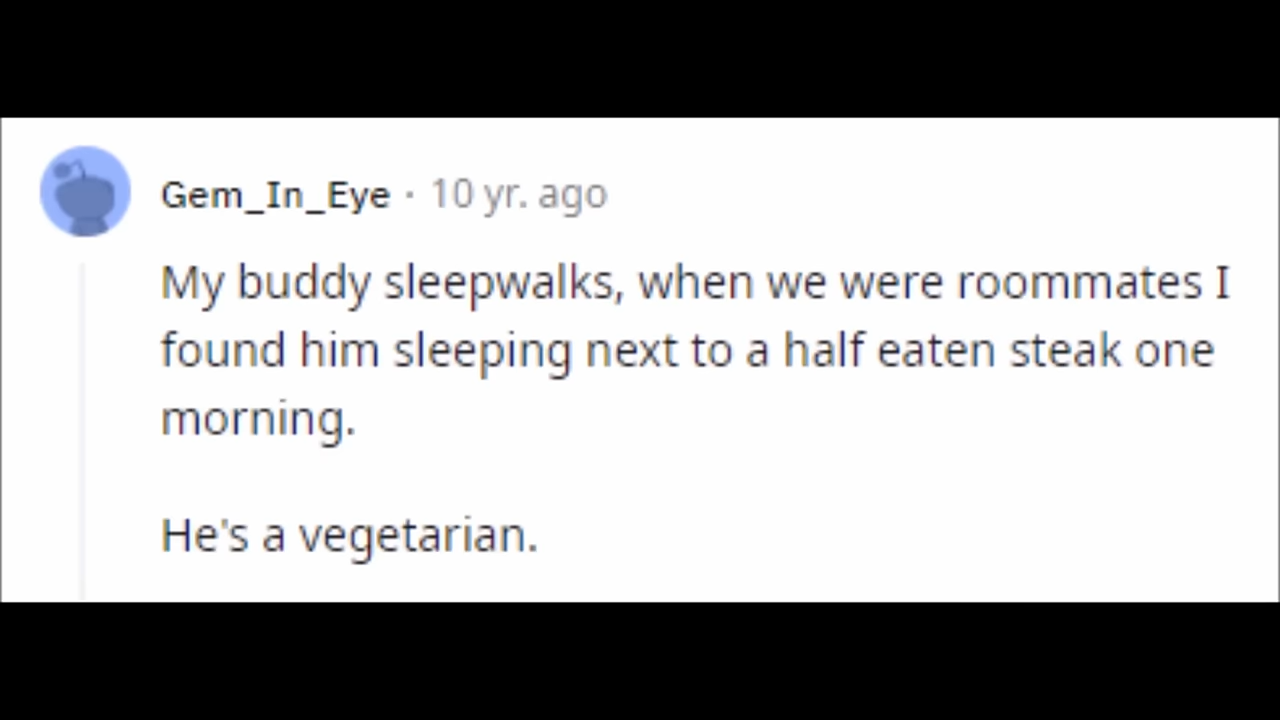 Gem_In_Eye · 10 yr. ago
My buddy sleepwalks, when we were roommates I
found him sleeping next to a half eaten steak one
morning.
He's a vegetarian.